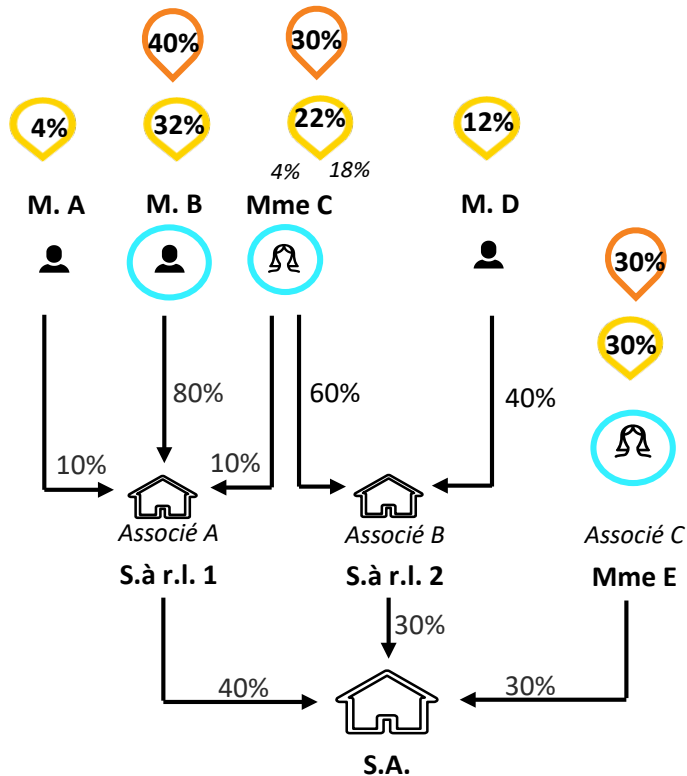 40%
30%
4%
32%
22%
12%
4%
18%
M. A
M. B
Mme C
M. D
30%
30%
80%
60%
40%
10%
10%
Associé A
Associé B
Associé C
S.à r.l. 1
S.à r.l. 2
Mme E
30%
40%
30%
S.A.